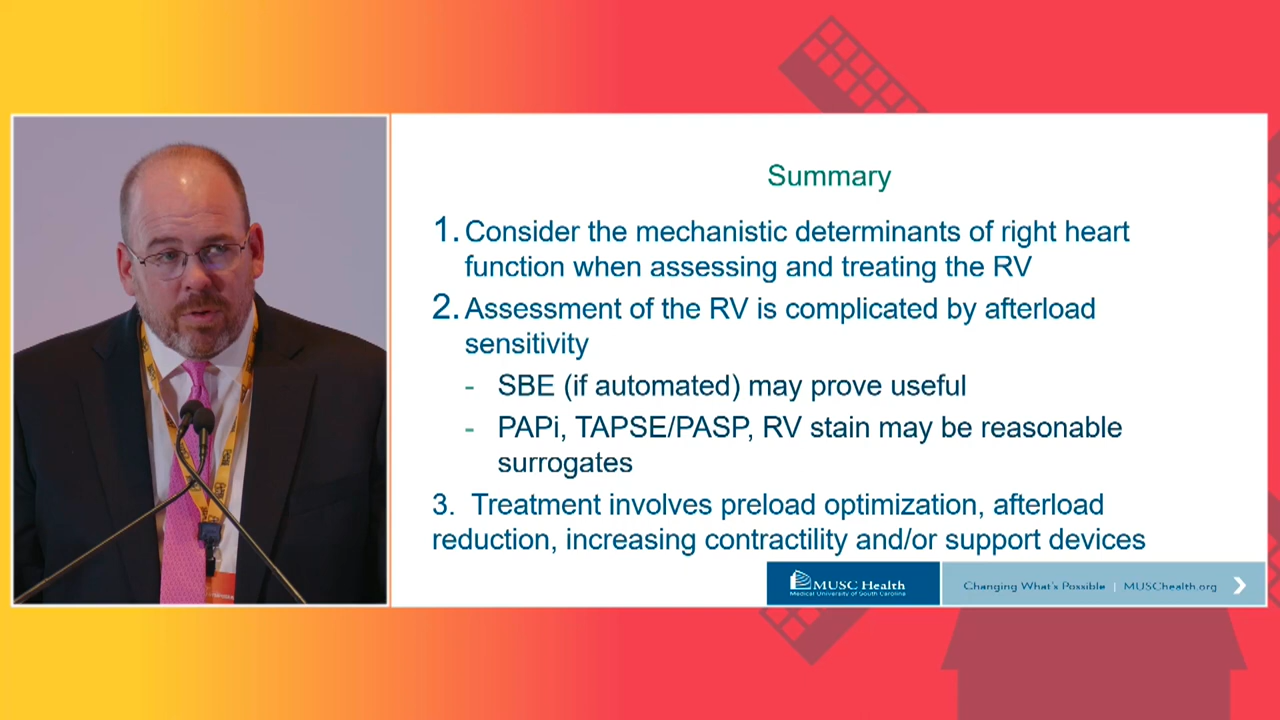 Summary
1. Consider the mechanistic determinants of right heart
function when assessing and treating the RV
2. Assessment of the RV is complicated by afterload
sensitivity
- SBE (if automated) may prove useful
- PAPi, TAPSE/PASP, RV stain may be reasonable
surrogates
3. Treatment involves preload optimization, afterload
reduction, increasing contractility and/or support devices
MUSC Health
Medical University of South Carolina
Changing What's Possible | MUSChealth.org